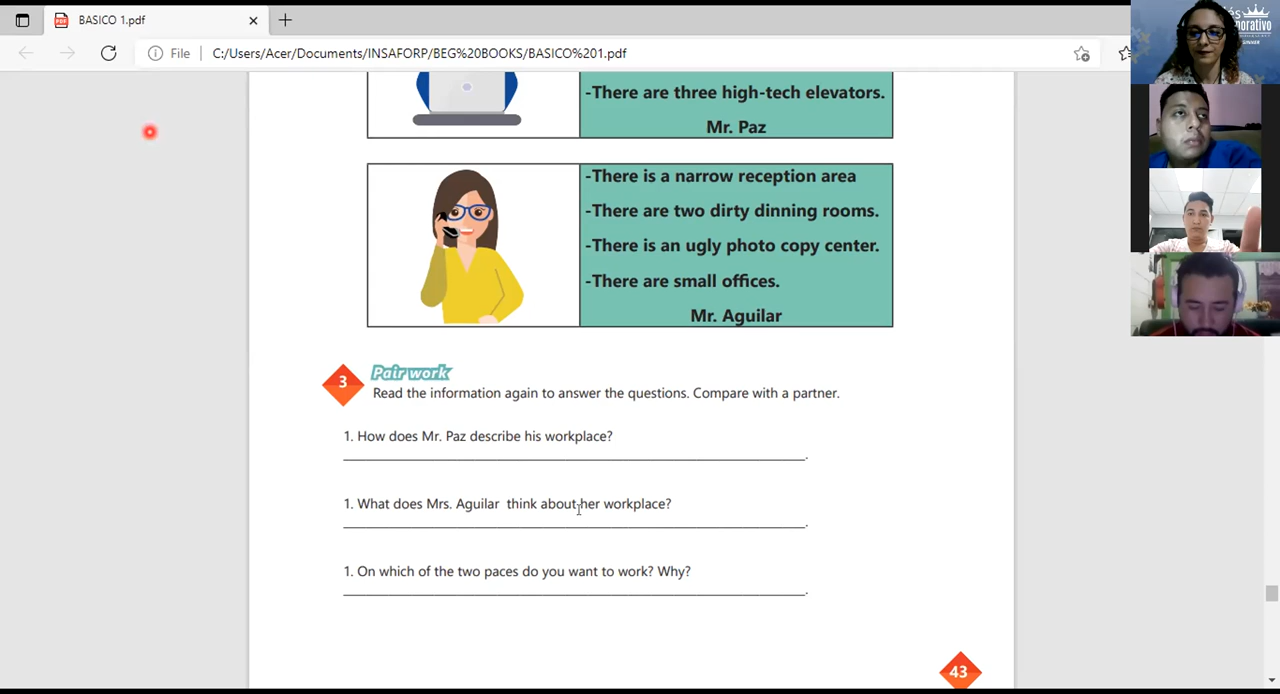 BASICO 1.pdf
File C:/Users/Acer/Documents/INSAFORP/BEG%20BOOKS/BASICO%201.pdf
-There are three high-tech elevators.
Mr. Paz
-There is a narrow reception area
-There are two dirty dinning rooms.
-There is an ugly photo copy center.
-There are small offices.
Mr. Aguilar
3
Pair work
Read the information again to answer the questions. Compare with a partner.
1. How does Mr. Paz describe his workplace?
1. What does Mrs. Aguilar think about her workplace?
1. On which of the two paces do you want to work? Why?
43